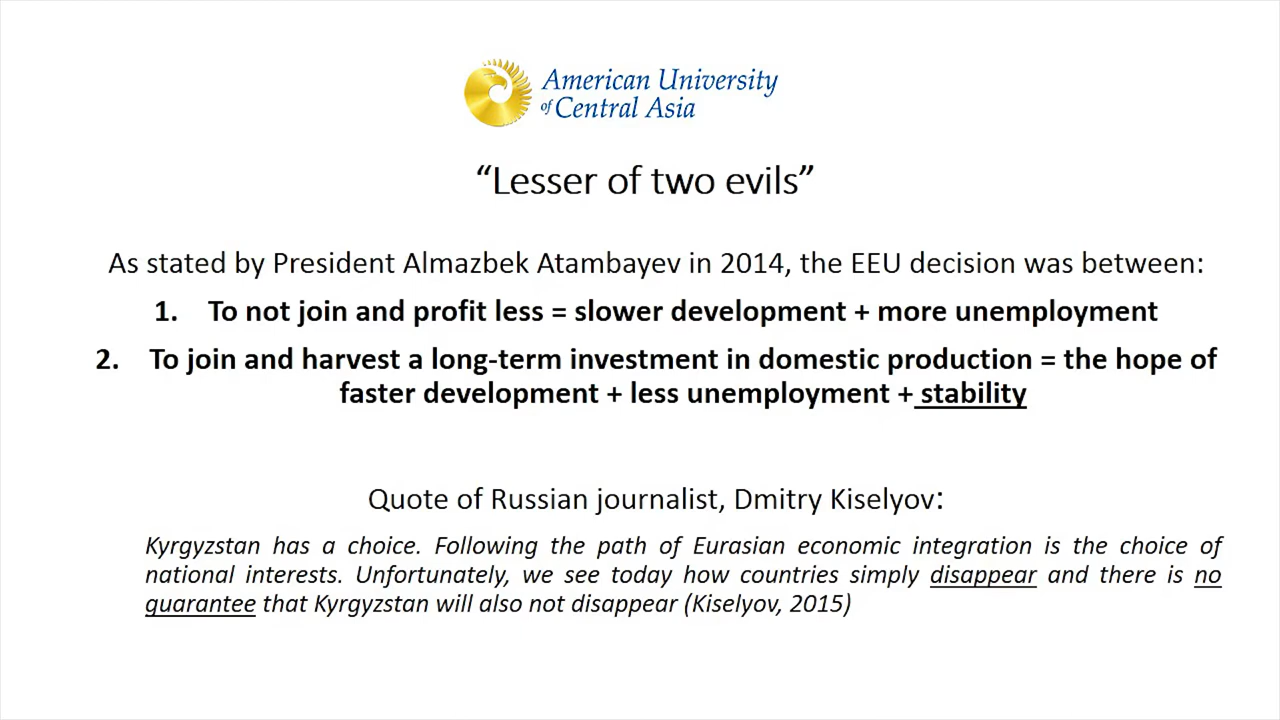 American University
of Central Asia
“Lesser of two evils”
As stated by President Almazbek Atambayev in 2014, the EEU decision was between:
1. To not join and profit less = slower development + more unemployment
2. To join and harvest a long-term investment in domestic production = the hope of
faster development + less unemployment + stability
Quote of Russian journalist, Dmitry Kiselyov:
Kyrgyzstan has a choice. Following the path of Eurasian economic integration is the choice of
national interests. Unfortunately, we see today how countries simply disappear and there is no
guarantee that Kyrgyzstan will also not disappear (Kiselyov, 2015)